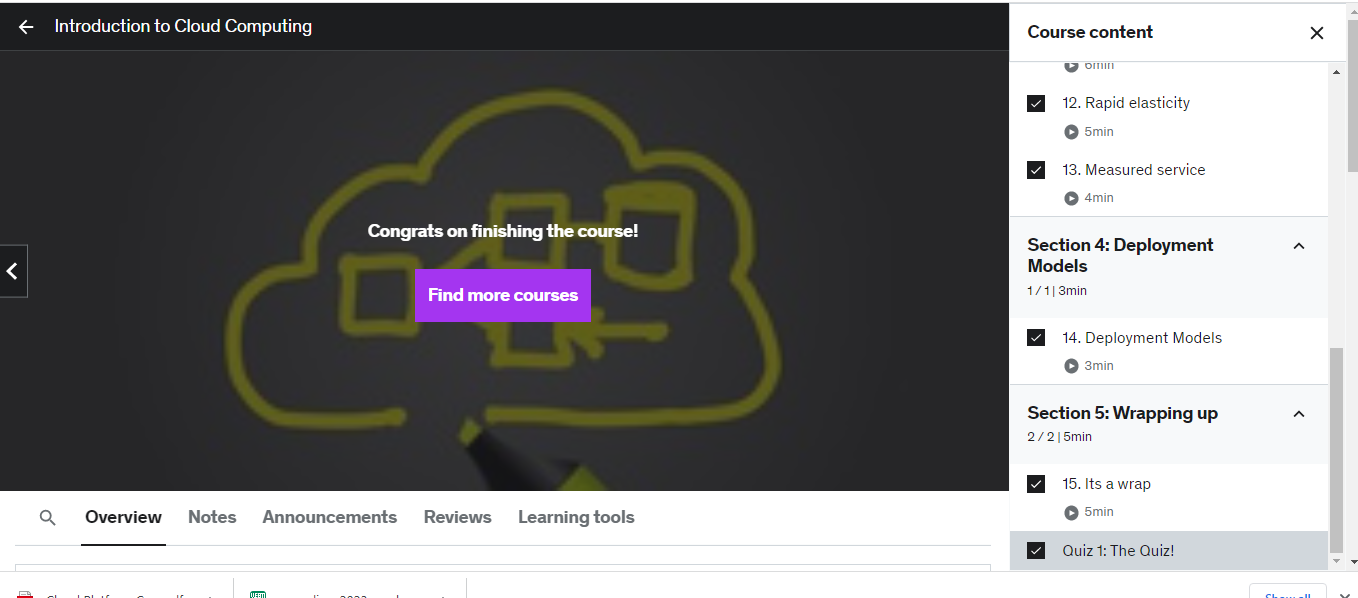 Introduction to Cloud Computing
Congrats on finishing the course!
Find more courses
Overview
Notes
Announcements
Reviews
Learning tools
Course content
6min
12. Rapid elasticity
5min
13. Measured service
4min
Section 4: Deployment
Models
1 / 1 | 3min
14. Deployment Models
3min
Section 5: Wrapping up
2 / 2 | 5min
15. Its a wrap
5min
Quiz 1: The Quiz!
Show all